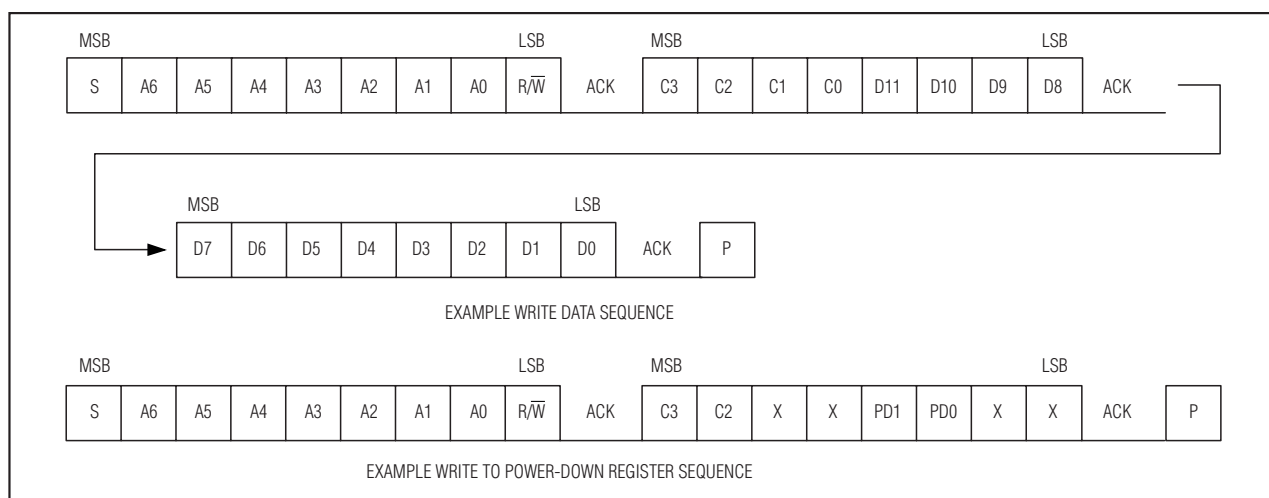 MSB LSB MSB LSB
S A6 A5 A4 A3 A2 A1 A0 R/W̅ ACK C3 C2 C1 C0 D11 D10 D9 D8 ACK
MSB LSB
D7 D6 D5 D4 D3 D2 D1 D0 ACK P
EXAMPLE WRITE DATA SEQUENCE
MSB LSB MSB LSB
S A6 A5 A4 A3 A2 A1 A0 R/W̅ ACK C3 C2 X X PD1 PD0 X X ACK P
EXAMPLE WRITE TO POWER-DOWN REGISTER SEQUENCE